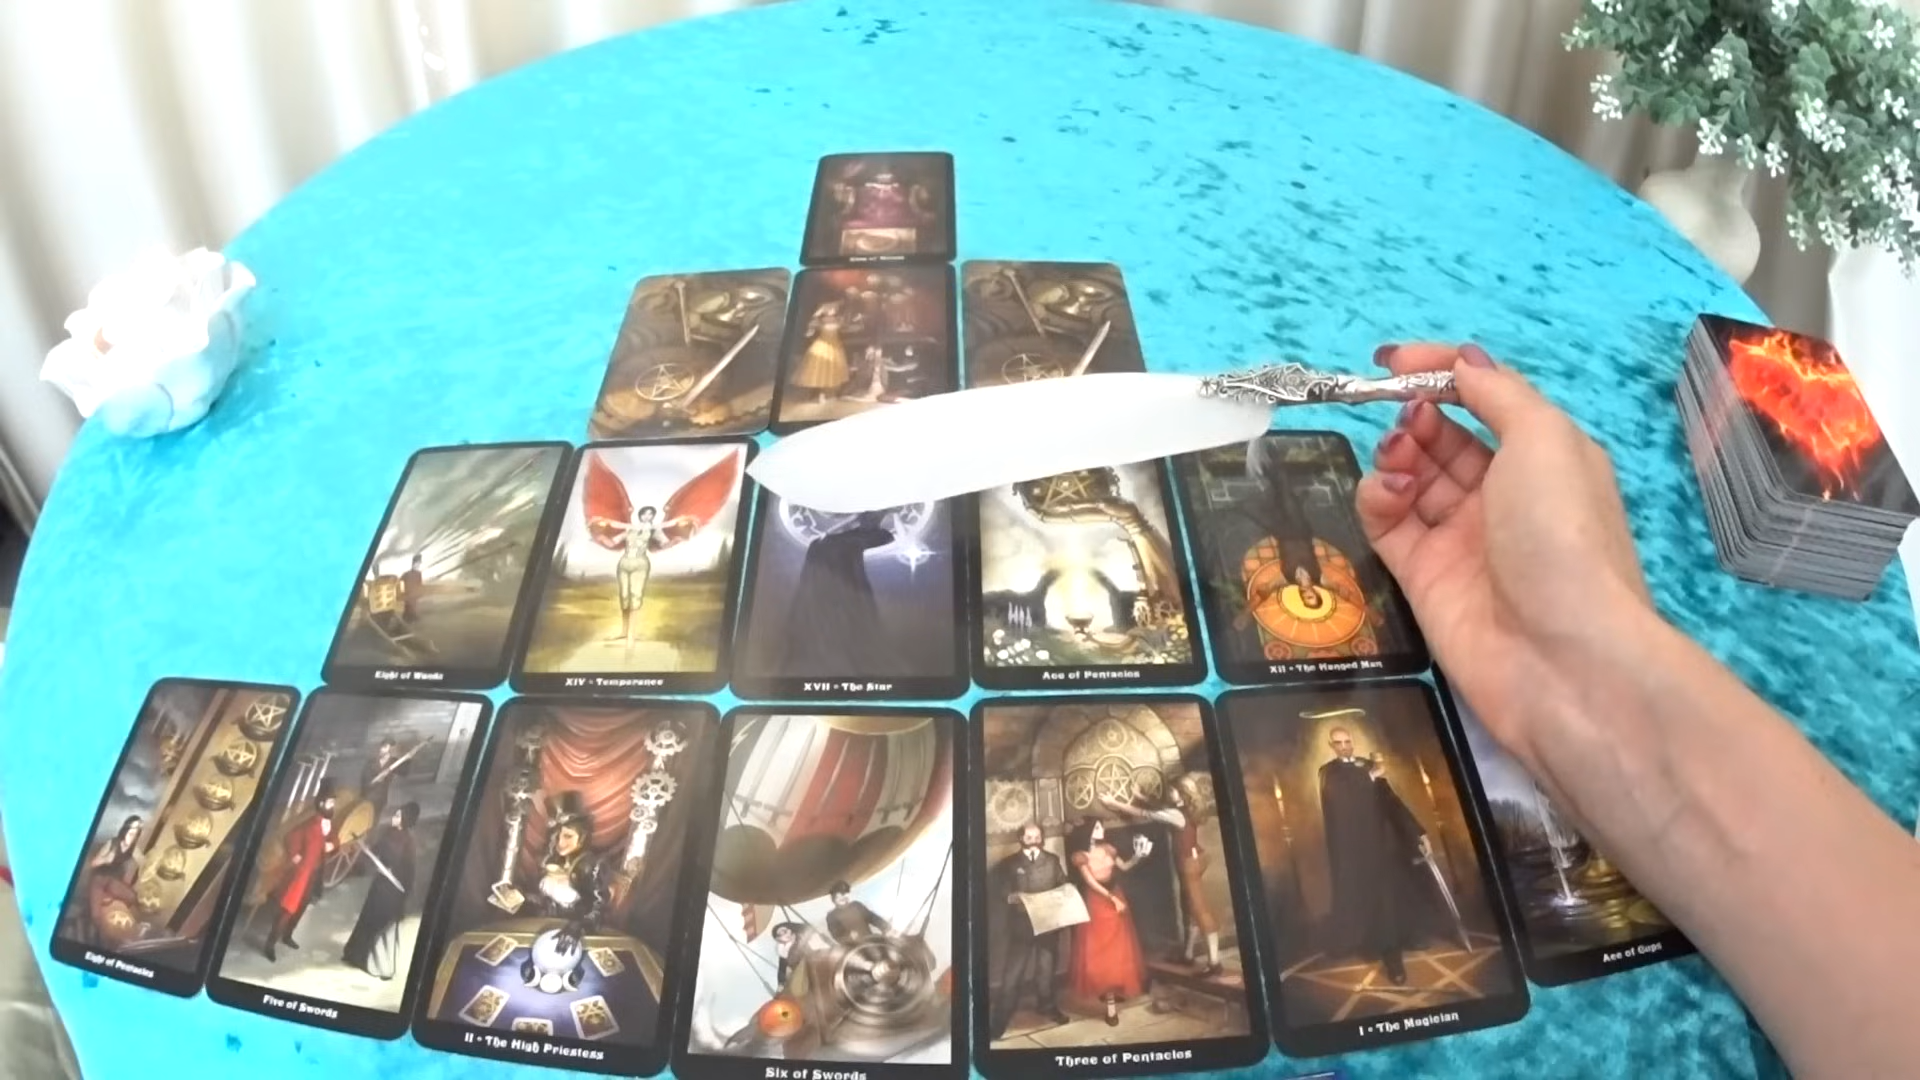 Eight of Wands
XIV • Temperance
XVII • The Star
Ace of Pentacles
XII • The Hanged Man
Eight of Pentacles
Five of Swords
II • The High Priestess
Six of Swords
Three of Pentacles
I • The Magician
Ace of Cups